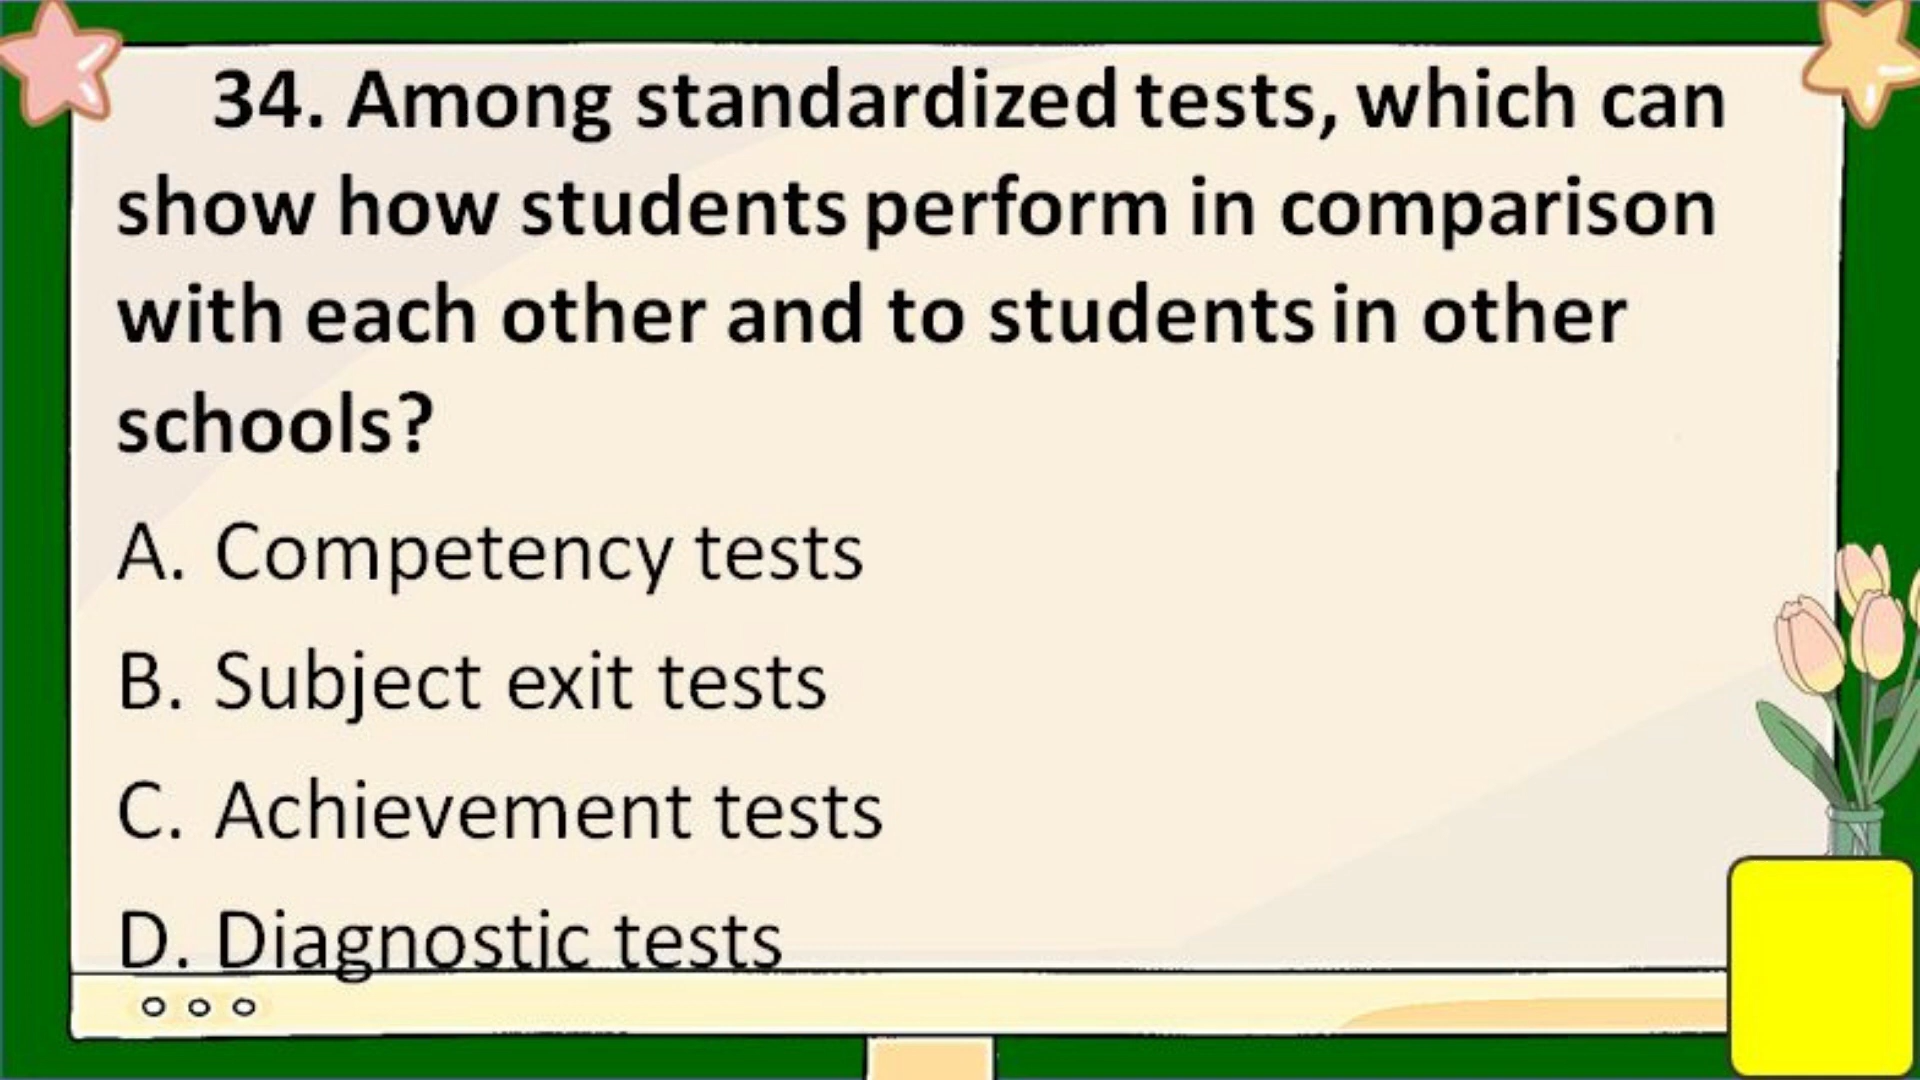 34. Among standardized tests, which can
show how students perform in comparison
with each other and to students in other
schools?
A. Competency tests
B. Subject exit tests
C. Achievement tests
D. Diagnostic tests